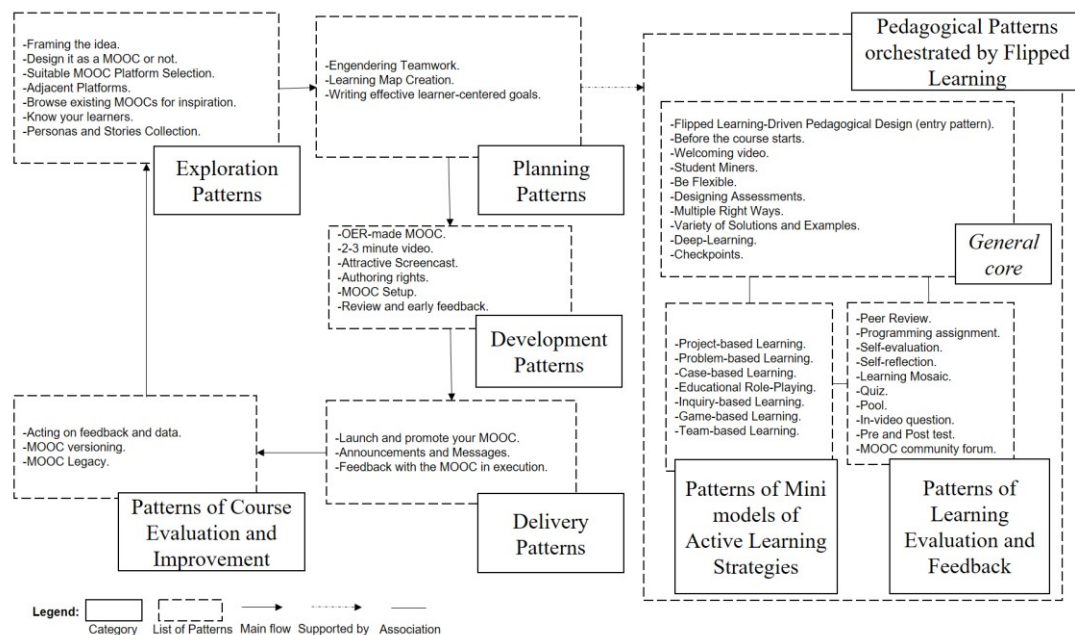 -Framing the idea.
-Design it as a MOOC or not.
-Suitable MOOC Platform Selection.
-Adjacent Platforms.
-Browse existing MOOCs for inspiration.
-Know your learners.
-Personas and Stories Collection.
Exploration
Patterns
-Engendering Teamwork.
-Learning Map Creation.
-Writing effective learner-centered goals.
Planning
Patterns
Pedagogical Patterns
orchestrated by Flipped
Learning
-Flipped Learning-Driven Pedagogical Design (entry pattern).
-Before the course starts.
-Welcoming video.
-Student Miners.
-Be Flexible.
-Designing Assessments.
-Multiple Right Ways.
-Variety of Solutions and Examples.
-Deep-Learning.
-Checkpoints.
General
core
-OER-made MOOC.
-2-3 minute video.
-Attractive Screencast.
-Authoring rights.
-MOOC Setup.
-Review and early feedback.
Development
Patterns
-Project-based Learning.
-Problem-based Learning.
-Case-based Learning.
-Educational Role-Playing.
-Inquiry-based Learning.
-Game-based Learning.
-Team-based Learning.
Patterns of Mini
models of
Active Learning
Strategies
-Peer Review.
-Programming assignment.
-Self-evaluation.
-Self-reflection.
-Learning Mosaic.
-Quiz.
-Pool.
-In-video question.
-Pre and Post test.
-MOOC community forum.
Patterns of
Learning
Evaluation and
Feedback
-Acting on feedback and data.
-MOOC versioning.
-MOOC Legacy.
Patterns of Course
Evaluation and
Improvement
-Launch and promote your MOOC.
-Announcements and Messages.
-Feedback with the MOOC in execution.
Delivery
Patterns
Legend:
Category
List of Patterns
Main flow
Supported by
Association